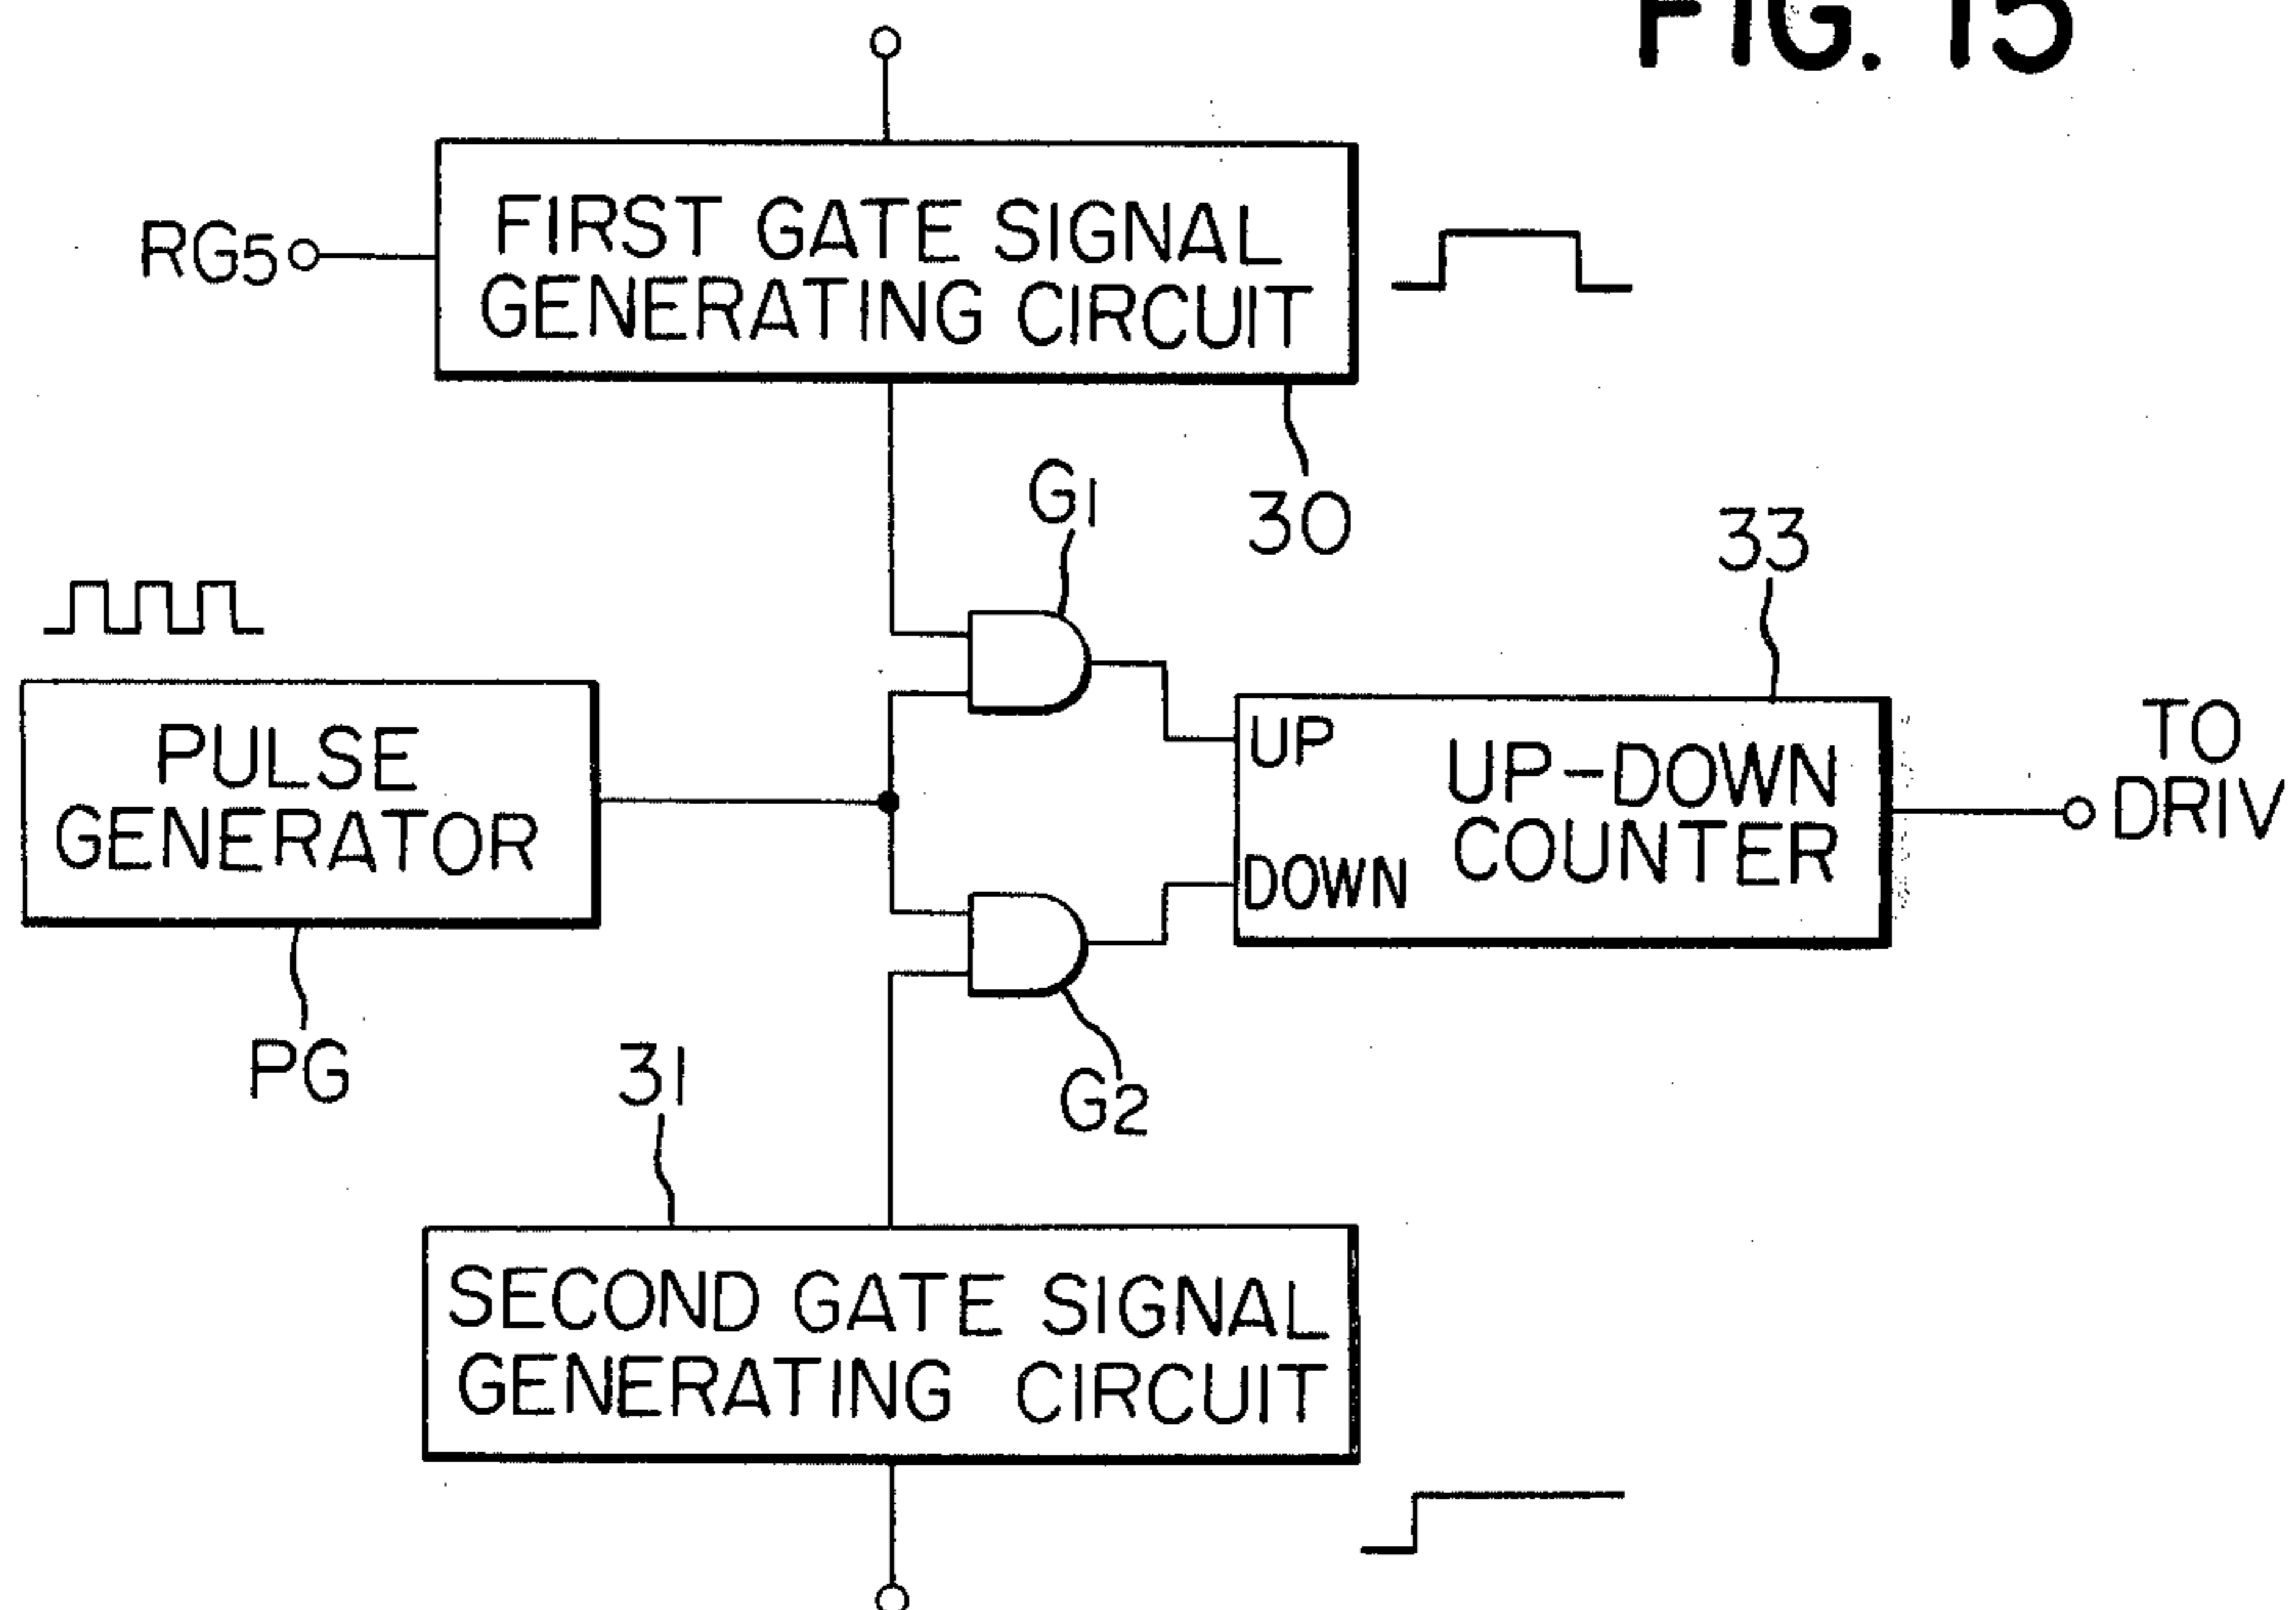 FIG. 15
FIRST GATE SIGNAL
GENERATING CIRCUIT
RG5
30
G1
33
PULSE
GENERATOR
UP
DOWN
UP-DOWN
COUNTER
TO
DRIV
PG
31
G2
SECOND GATE SIGNAL
GENERATING CIRCUIT